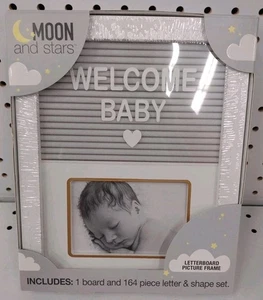 MOON
and stars
WELCOME
BABY
LETTERBOARD
PICTURE FRAME
INCLUDES: 1 board and 164 piece letter & shape set.